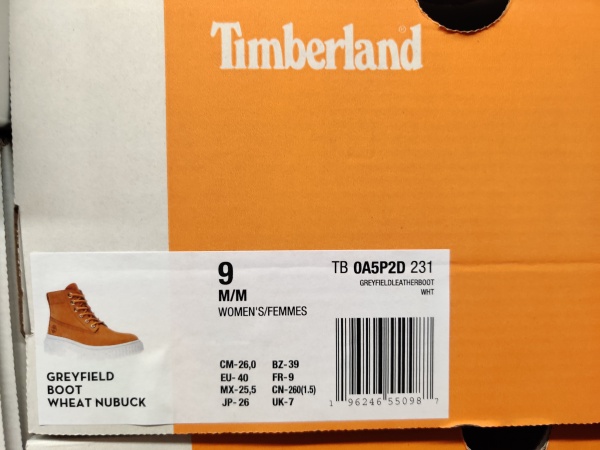 Timberland®
9
M/M
WOMEN'S/FEMMES
TB 0A5P2D 231
GREYFIELDLEATHERBOOT
WHT
GREYFIELD
BOOT
WHEAT NUBUCK
CM-26,0 BZ-39
EU- 40 FR-9
MX-25,5 CN-260(1.5)
JP- 26 UK-7
1 96246 55098 7